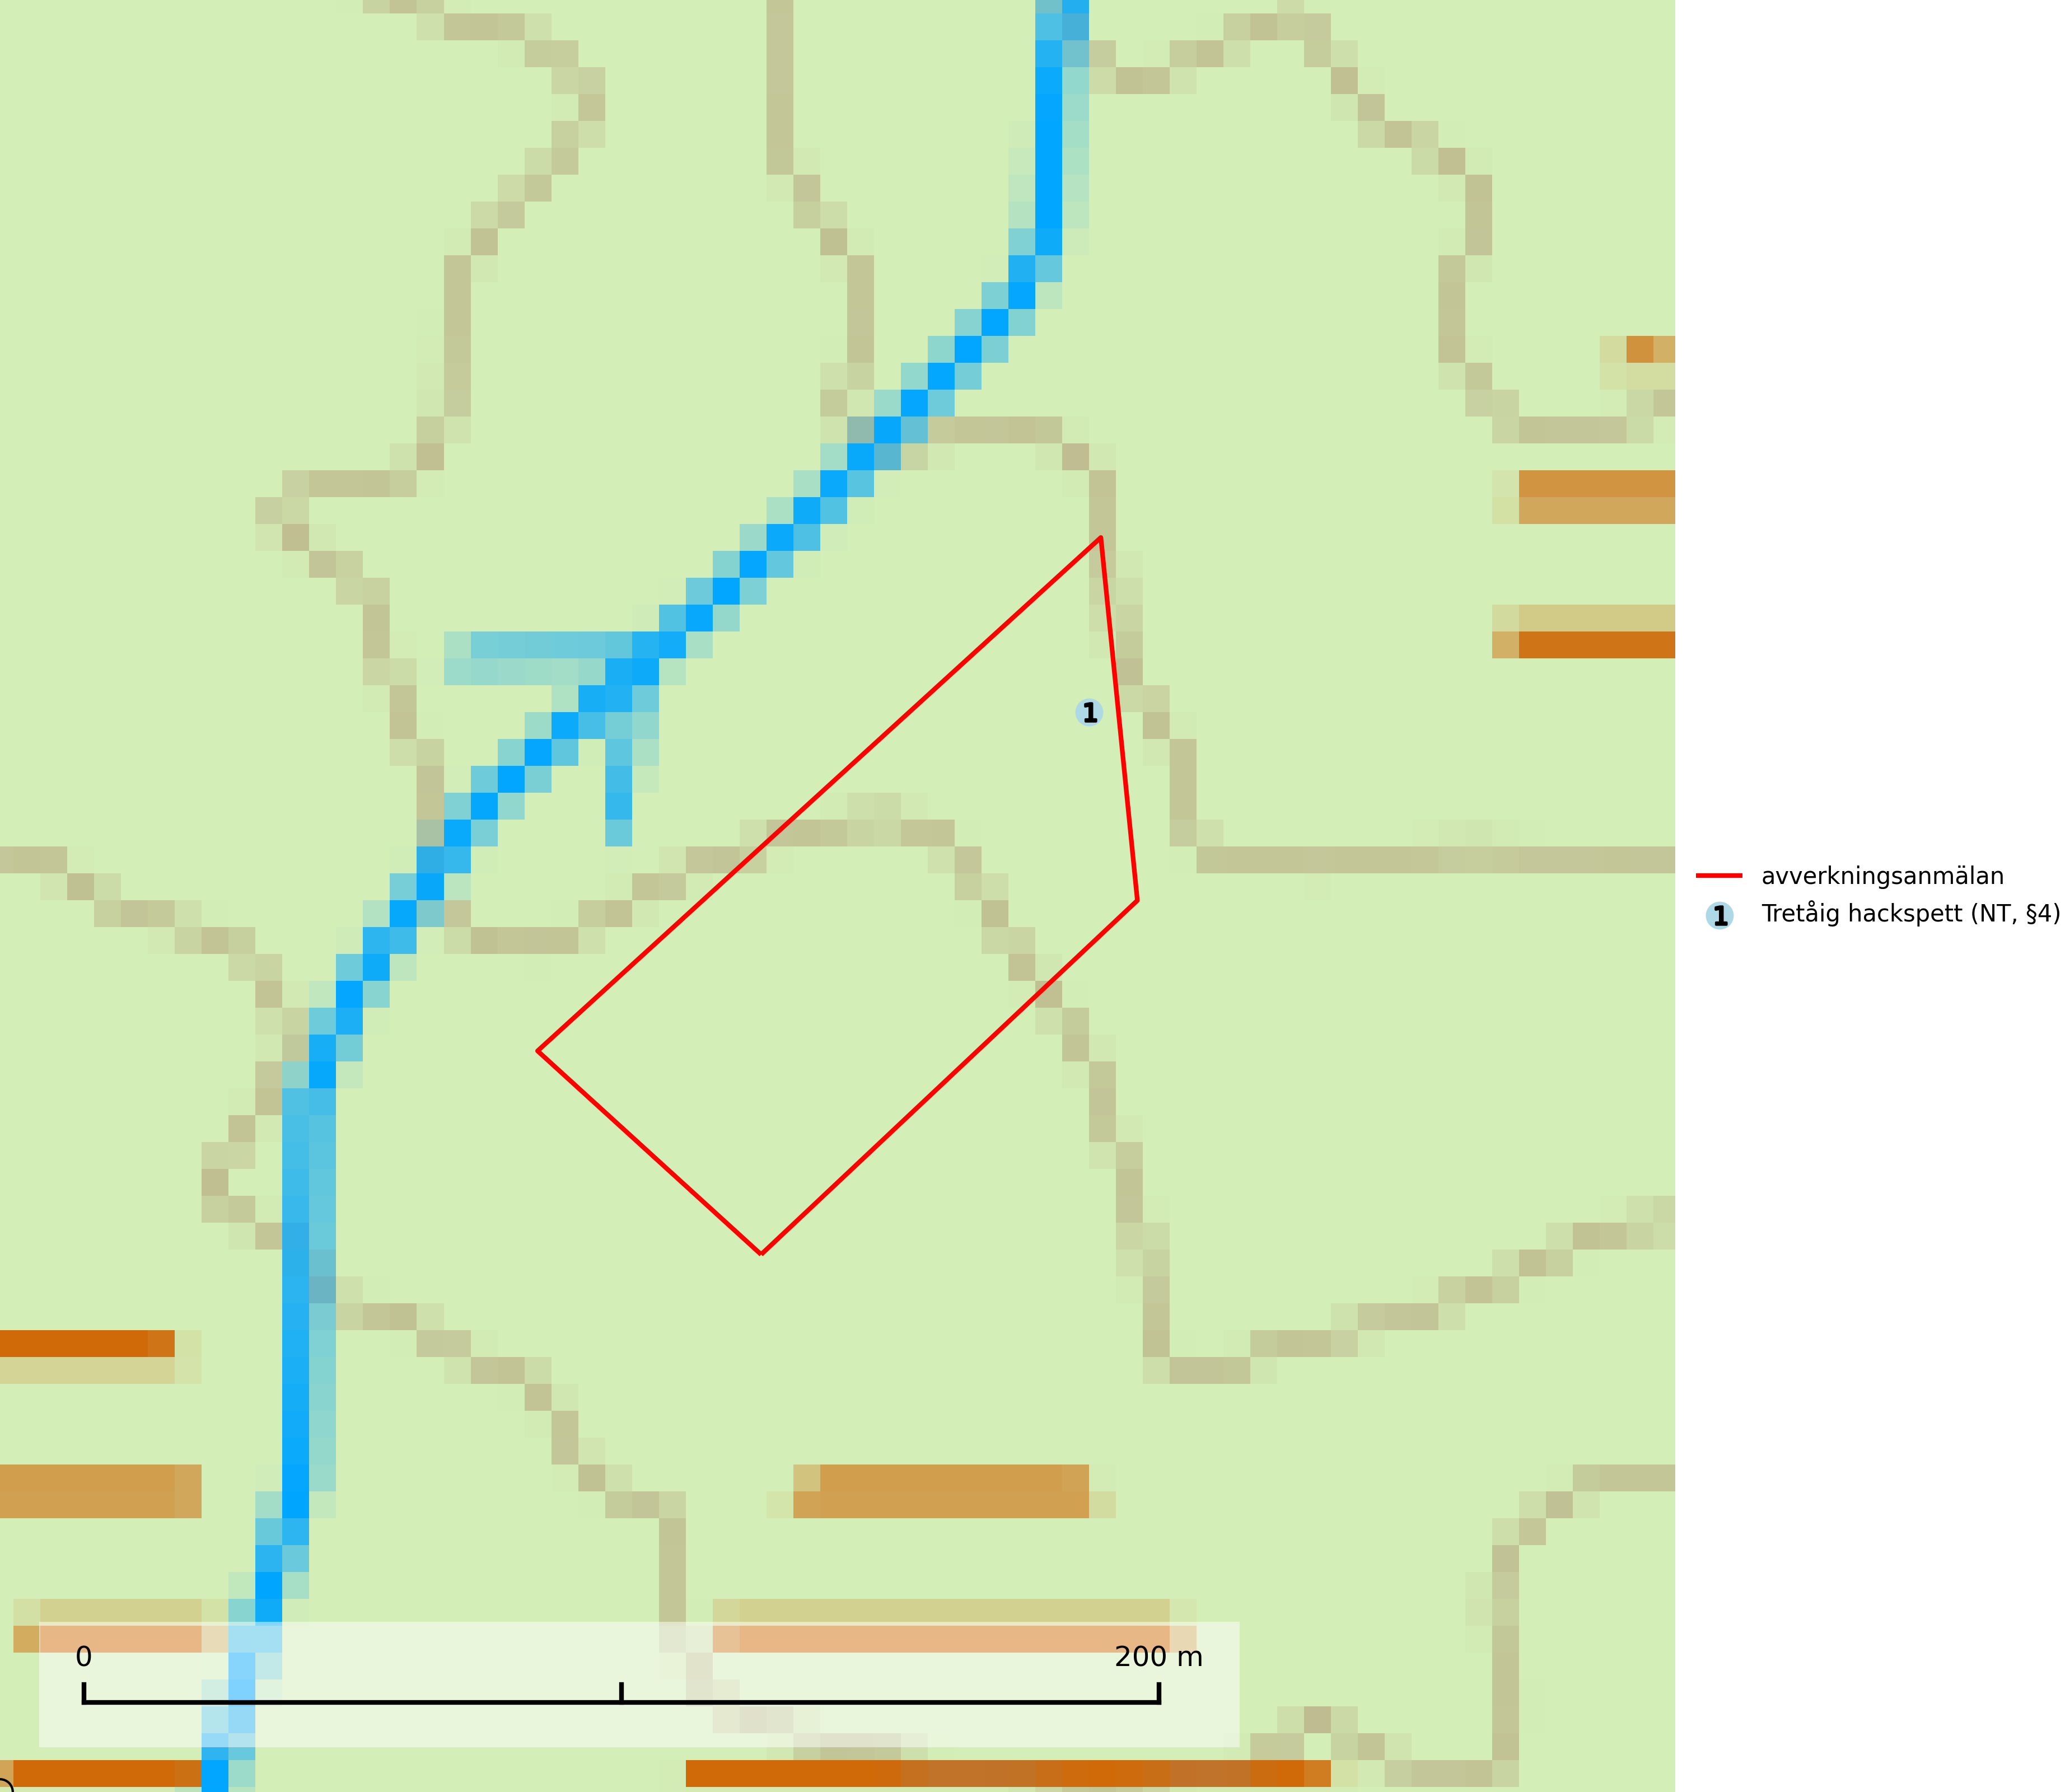 1
avverkningsanmälan
1 Tretåig hackspett (NT, §4)
0 200 m